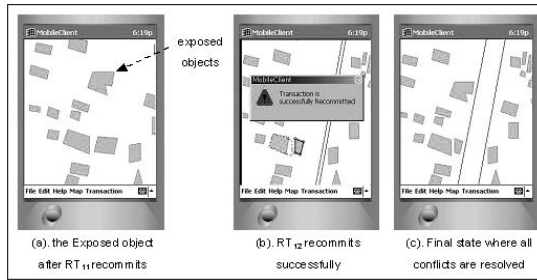 MobileClient 6:19p
exposed
objects
File Edit Help Map Transaction
(a). the Exposed object
after RT11 recommits
MobileClient 6:19p
MobileClient
Transaction is
successfully Recommitted
File Edit Help Map Transaction
(b). RT12 recommits
successfully
MobileClient 6:19p
File Edit Help Map Transaction
(c). Final state where all
conflicts are resolved